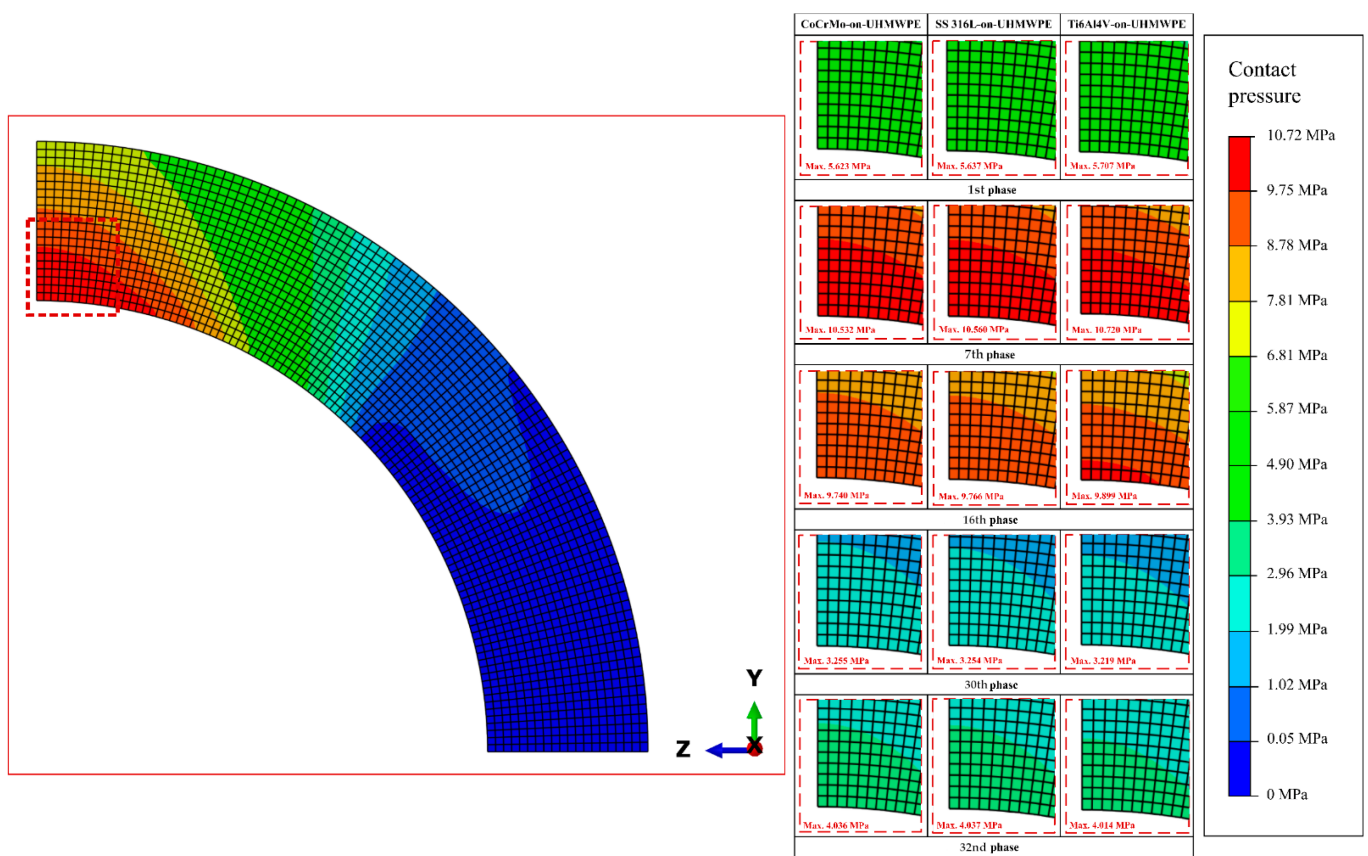 CoCrMo-on-UHMWPE
SS 316L-on-UHMWPE
Ti6Al4V-on-UHMWPE
Max. 5.623 MPa
Max. 5.637 MPa
Max. 5.707 MPa
1st phase
Max. 10.532 MPa
Max. 10.560 MPa
Max. 10.720 MPa
7th phase
Max. 9.740 MPa
Max. 9.766 MPa
Max. 9.899 MPa
16th phase
Max. 3.255 MPa
Max. 3.254 MPa
Max. 3.219 MPa
30th phase
Max. 4.036 MPa
Max. 4.037 MPa
Max. 4.014 MPa
32nd phase
Y
Z
X
Contact
pressure
10.72 MPa
9.75 MPa
8.78 MPa
7.81 MPa
6.81 MPa
5.87 MPa
4.90 MPa
3.93 MPa
2.96 MPa
1.99 MPa
1.02 MPa
0.05 MPa
0 MPa